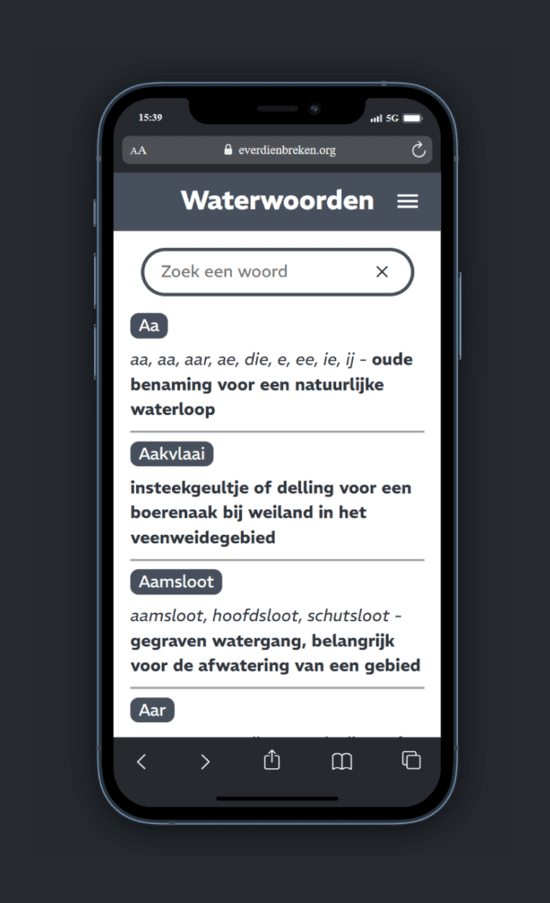 15:39
5G
AA
everdienbreken.org
Waterwoorden
Zoek een woord
Aa
aa, aa, aar, ae, die, e, ee, ie, ij - oude
benaming voor een natuurlijke
waterloop
Aakvlaai
insteekgeultje of delling voor een
boerenaak bij weiland in het
veenweidegebied
Aamsloot
aamsloot, hoofdsloot, schutsloot -
gegraven watergang, belangrijk
voor de afwatering van een gebied
Aar